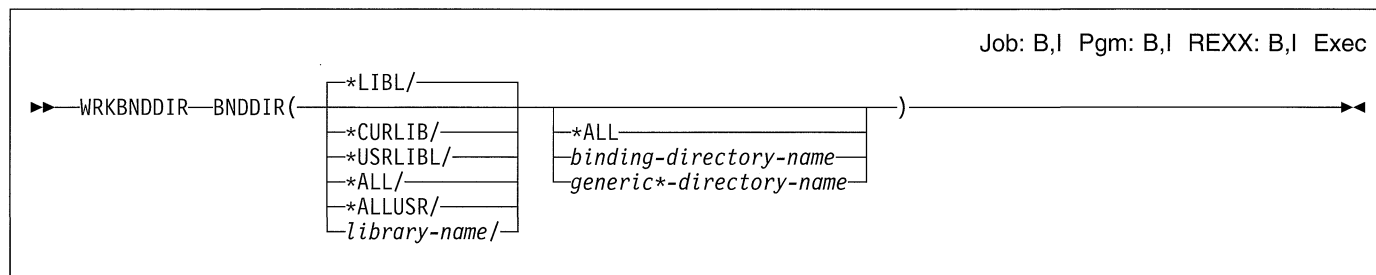 Job: B,I Pgm: B,I REXX: B,I Exec
*LIBL/
WRKBNDDIR BNDDIR( )
*CURLIB/ *ALL
*USRLIBL/ binding-directory-name
*ALL/ generic*-directory-name
*ALLUSR/
library-name/